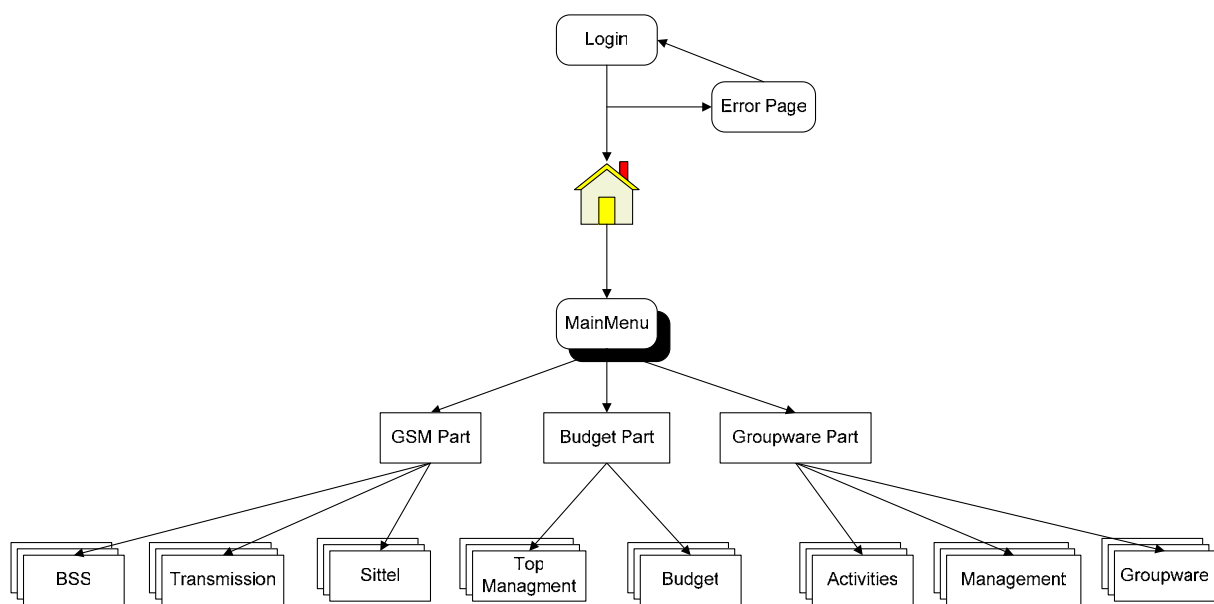 Login
Error Page
MainMenu
GSM Part
Budget Part
Groupware Part
BSS
Transmission
Sittel
Top
Managment
Budget
Activities
Management
Groupware